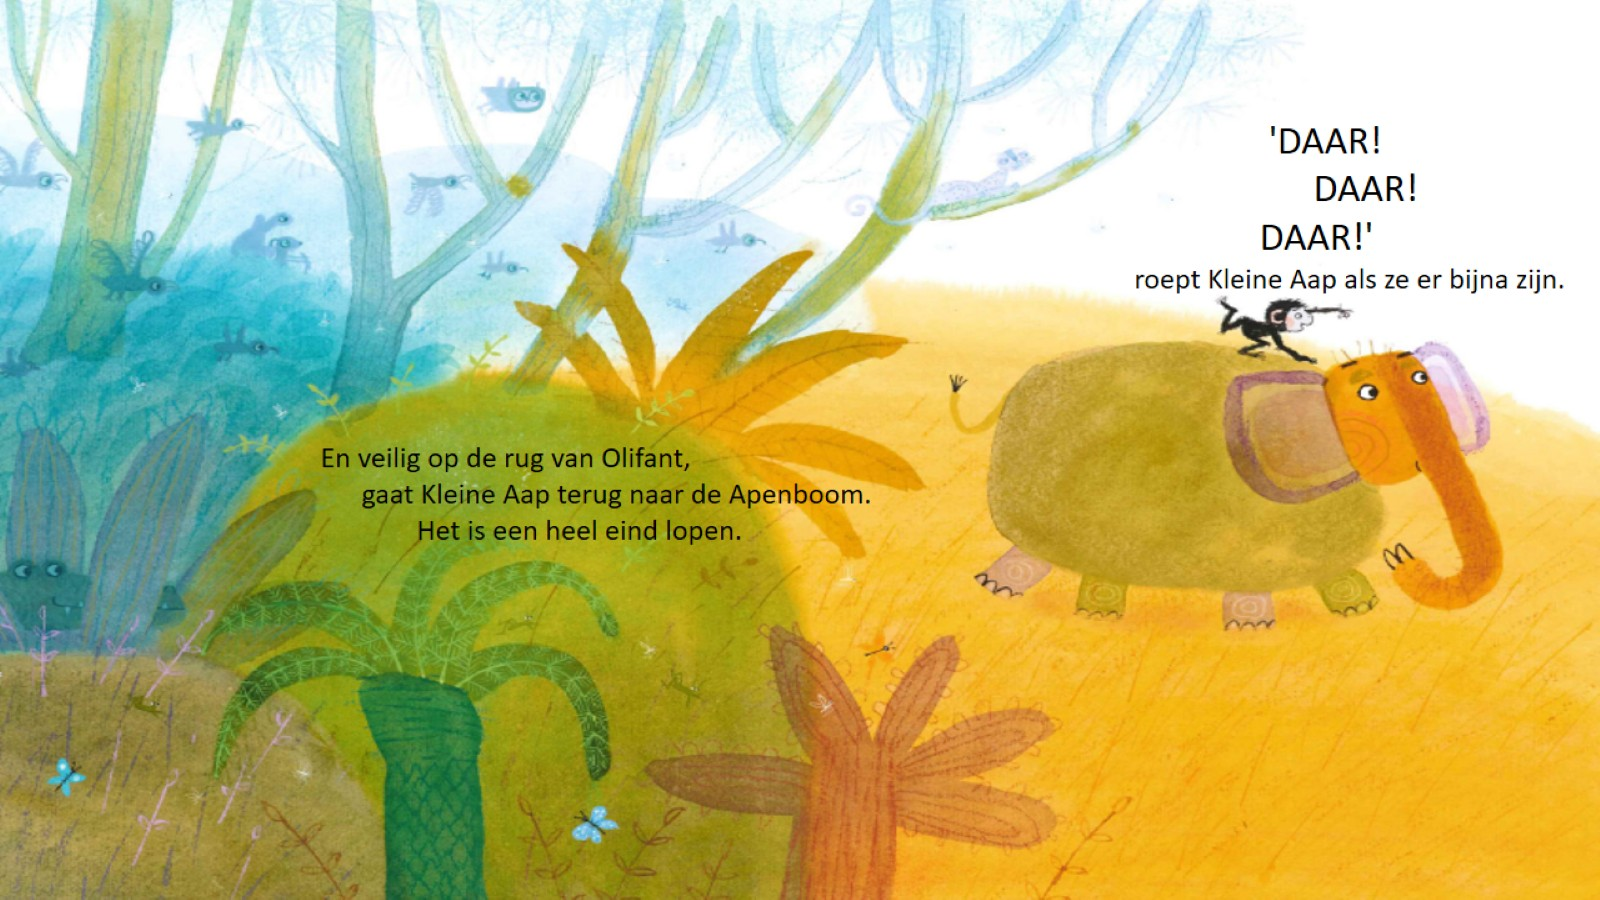 En veilig op de rug van Olifant,
gaat Kleine Aap terug naar de Apenboom.
Het is een heel eind lopen.
'DAAR!
DAAR!
DAAR!'
roept Kleine Aap als ze er bijna zijn.